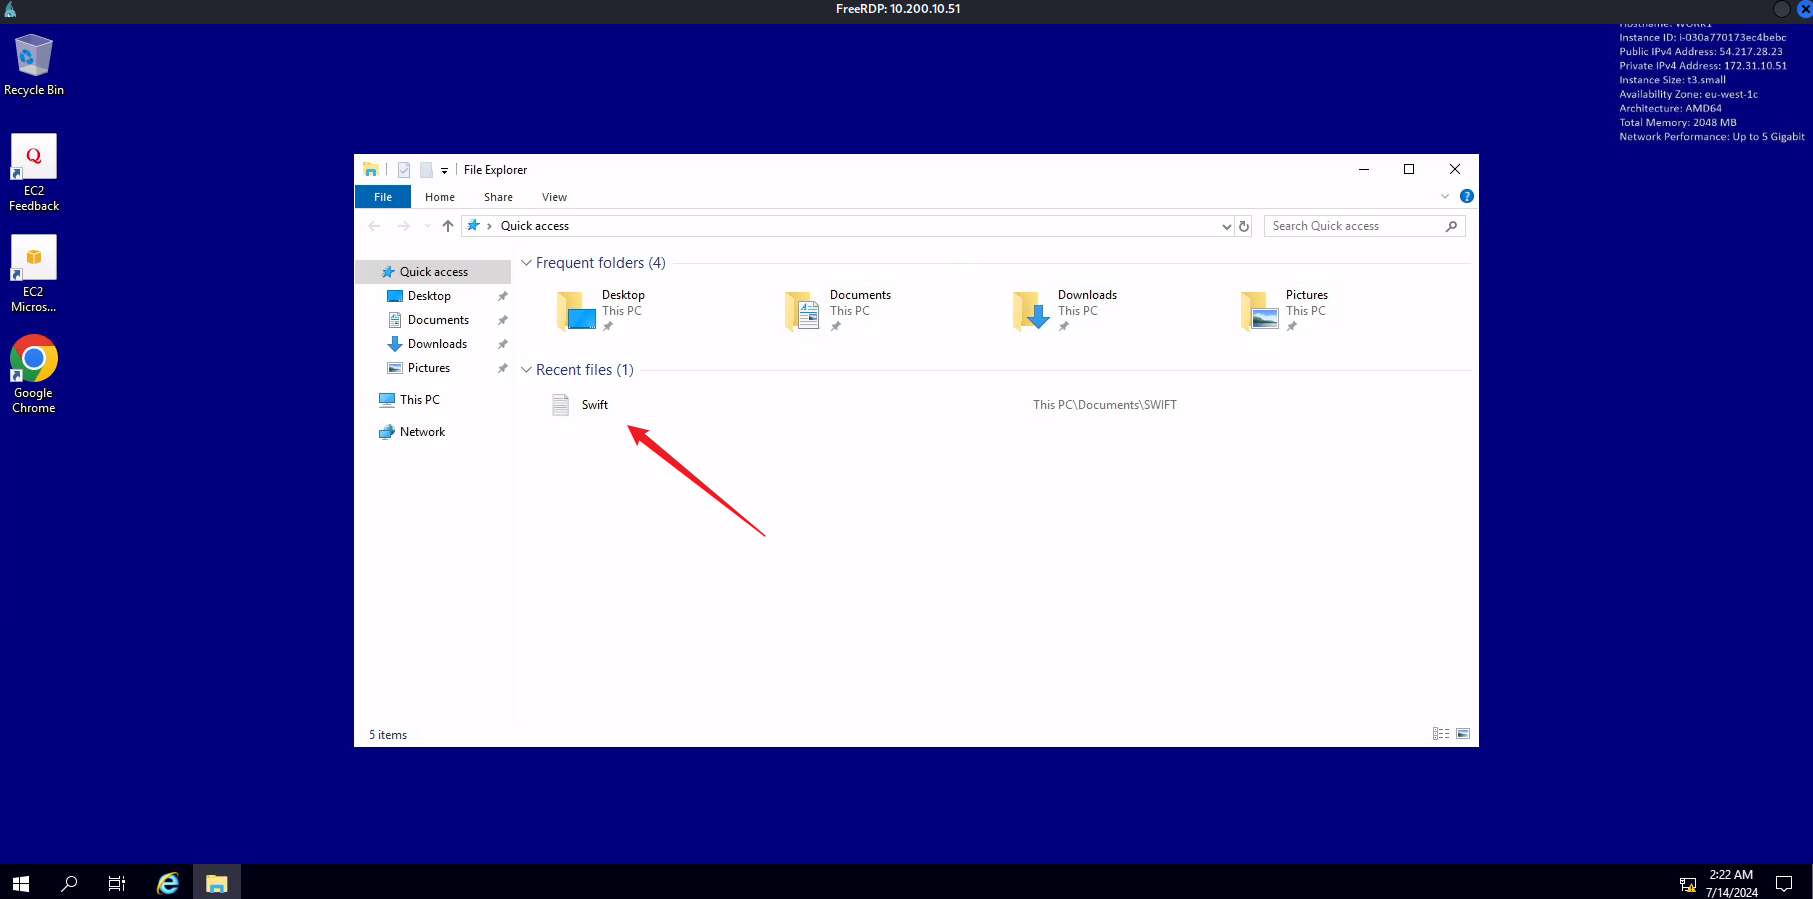 FreeRDP: 10.200.10.51
Hostname: WORK1
Instance ID: i-030a770173ec4bebc
Public IPv4 Address: 54.217.28.23
Private IPv4 Address: 172.31.10.51
Instance Size: t3.small
Availability Zone: eu-west-1c
Architecture: AMD64
Total Memory: 2048 MB
Network Performance: Up to 5 Gigabit
Recycle Bin
Q
EC2
Feedback
EC2
Micros...
Google
Chrome
File Explorer
File Home Share View
?
Quick access
Search Quick access
Quick access
Desktop
Documents
Downloads
Pictures
This PC
Network
Frequent folders (4)
Desktop
This PC
Documents
This PC
Downloads
This PC
Pictures
This PC
Recent files (1)
Swift This PC\Documents\SWIFT
5 items
2:22 AM
7/14/2024